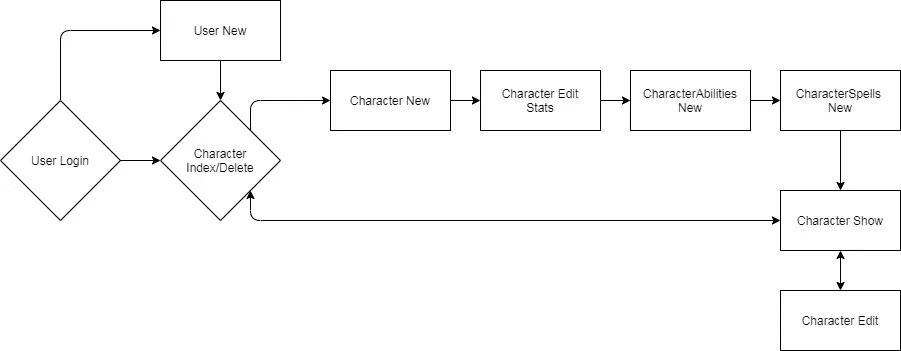 User New
Character New
Character Edit
Stats
CharacterAbilities
New
CharacterSpells
New
User Login
Character
Index/Delete
Character Show
Character Edit